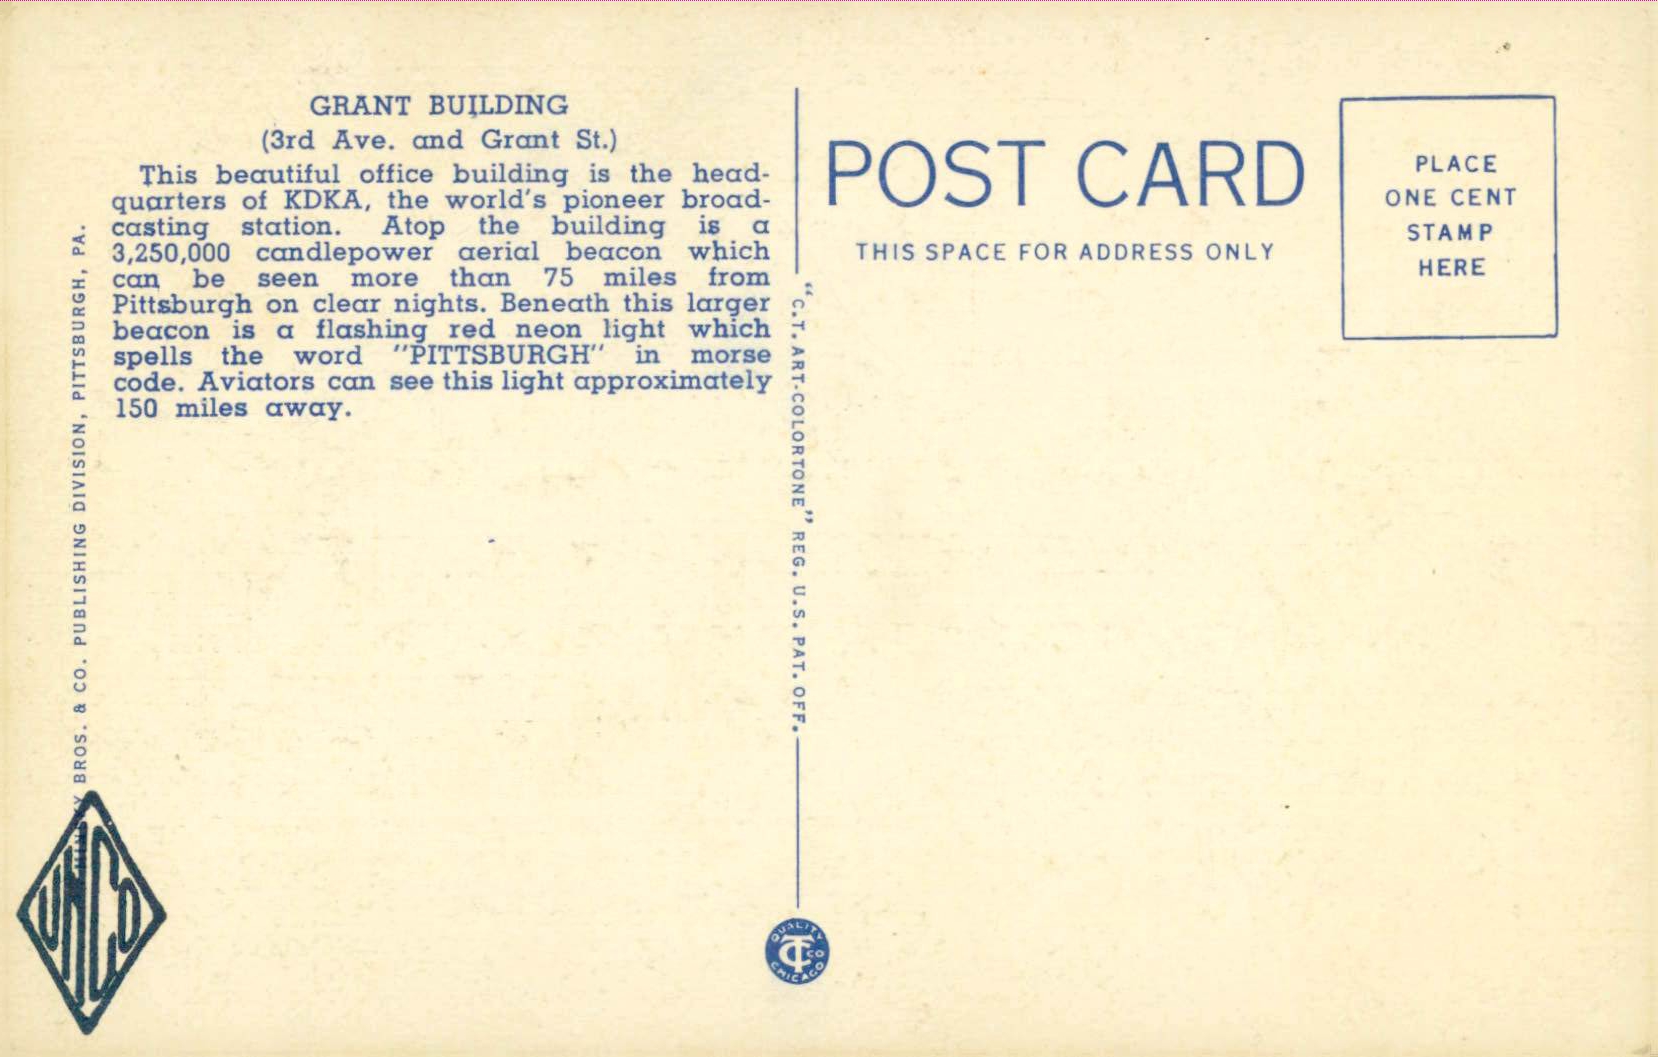 GRANT BUILDING
(3rd Ave. and Grant St.)
This beautiful office building is the head-
quarters of KDKA, the world's pioneer broad-
casting station. Atop the building is a
3,250,000 candlepower aerial beacon which
can be seen more than 75 miles from
Pittsburgh on clear nights. Beneath this larger
beacon is a flashing red neon light which
spells the word "PITTSBURGH" in morse
code. Aviators can see this light approximately
150 miles away.
BROS. & CO. PUBLISHING DIVISION, PITTSBURGH, PA.
UNCO
"C.T. ART-COLORTONE" REG. U.S. PAT. OFF.
QUALITY
CT CO
CHICAGO
POST CARD
THIS SPACE FOR ADDRESS ONLY
PLACE
ONE CENT
STAMP
HERE